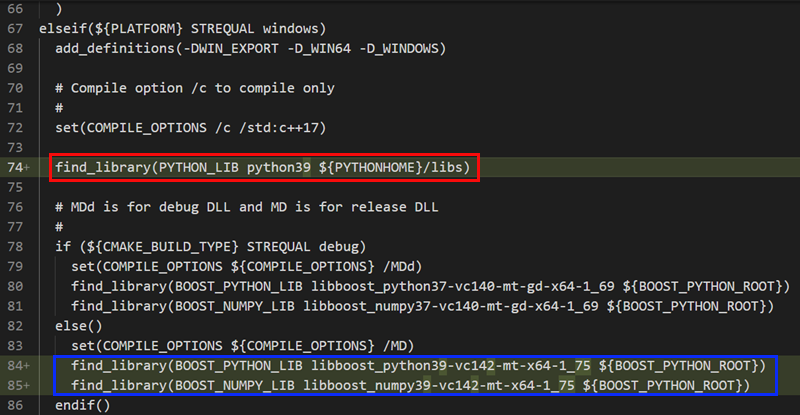 66 )
67 elseif(${PLATFORM} STREQUAL windows)
68 add_definitions(-DWIN_EXPORT -D_WIN64 -D_WINDOWS)
69
70 # Compile option /c to compile only
71 #
72 set(COMPILE_OPTIONS /c /std:c++17)
73
74+ find_library(PYTHON_LIB python39 ${PYTHONHOME}/libs)
75
76 # MDd is for debug DLL and MD is for release DLL
77 #
78 if (${CMAKE_BUILD_TYPE} STREQUAL debug)
79 set(COMPILE_OPTIONS ${COMPILE_OPTIONS} /MDd)
80 find_library(BOOST_PYTHON_LIB libboost_python37-vc140-mt-gd-x64-1_69 ${BOOST_PYTHON_ROOT})
81 find_library(BOOST_NUMPY_LIB libboost_numpy37-vc140-mt-gd-x64-1_69 ${BOOST_PYTHON_ROOT})
82 else()
83 set(COMPILE_OPTIONS ${COMPILE_OPTIONS} /MD)
84+ find_library(BOOST_PYTHON_LIB libboost_python39-vc142-mt-x64-1_75 ${BOOST_PYTHON_ROOT})
85+ find_library(BOOST_NUMPY_LIB libboost_numpy39-vc142-mt-x64-1_75 ${BOOST_PYTHON_ROOT})
86 endif()